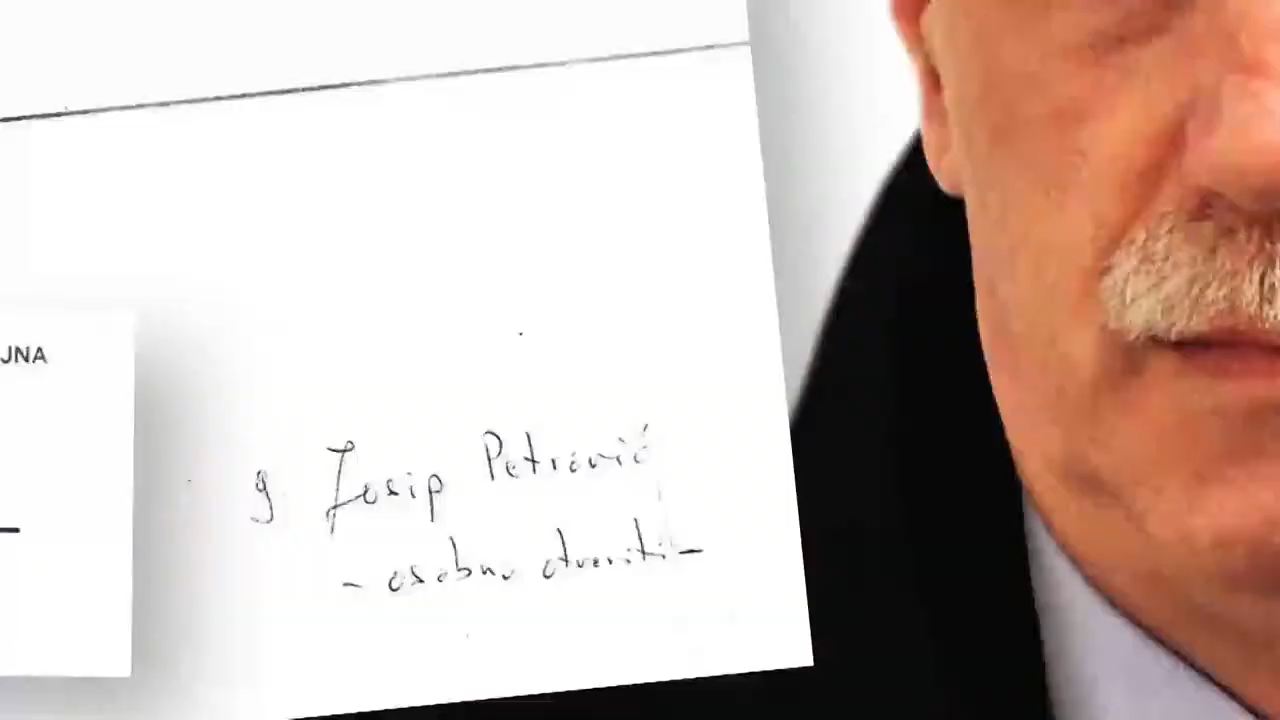 JNA
g. Josip Petrović
- osobno otvoriti -